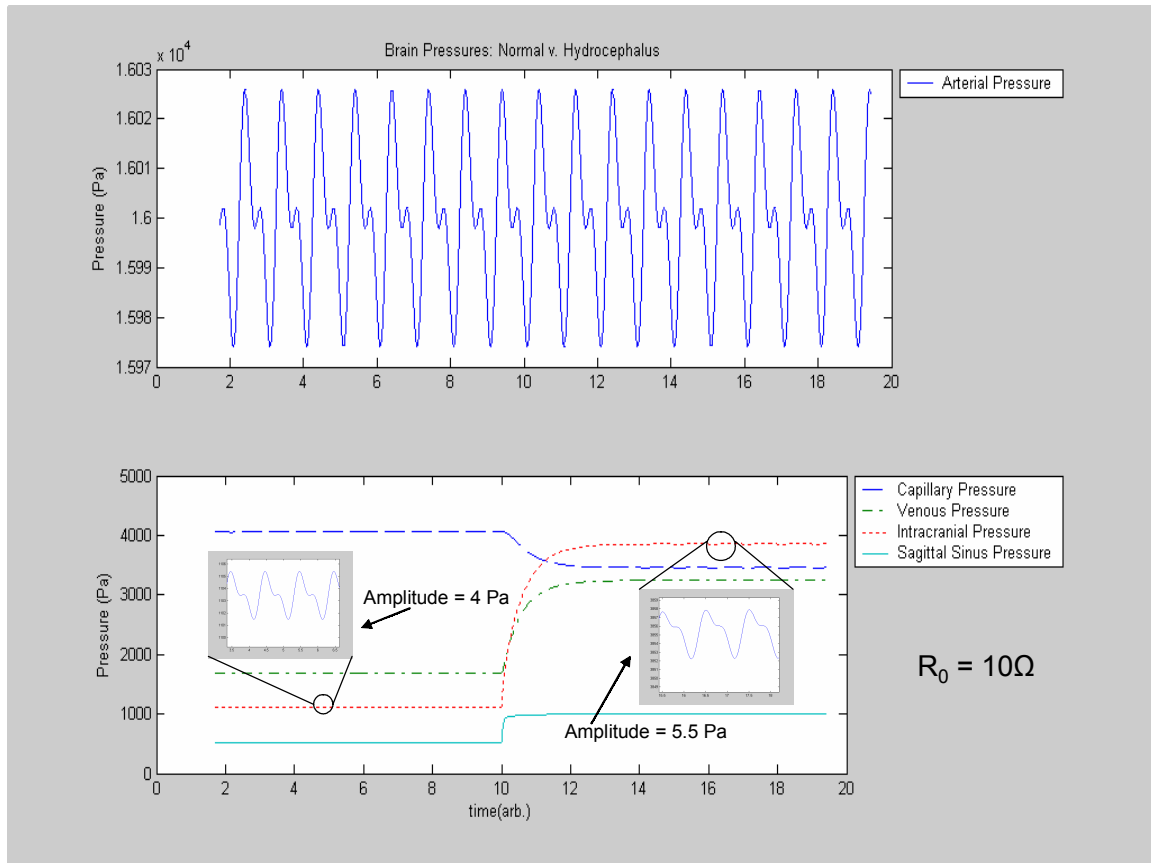 Brain Pressures: Normal v. Hydrocephalus
x 10^4
1.603
1.602
1.601
1.6
1.599
1.598
1.597
Pressure (Pa)
0 2 4 6 8 10 12 14 16 18 20
Arterial Pressure
5000
4000
3000
2000
1000
0
Pressure (Pa)
0 2 4 6 8 10 12 14 16 18 20
time(arb.)
Capillary Pressure
Venous Pressure
Intracranial Pressure
Sagittal Sinus Pressure
Amplitude = 4 Pa
Amplitude = 5.5 Pa
R₀ = 10Ω